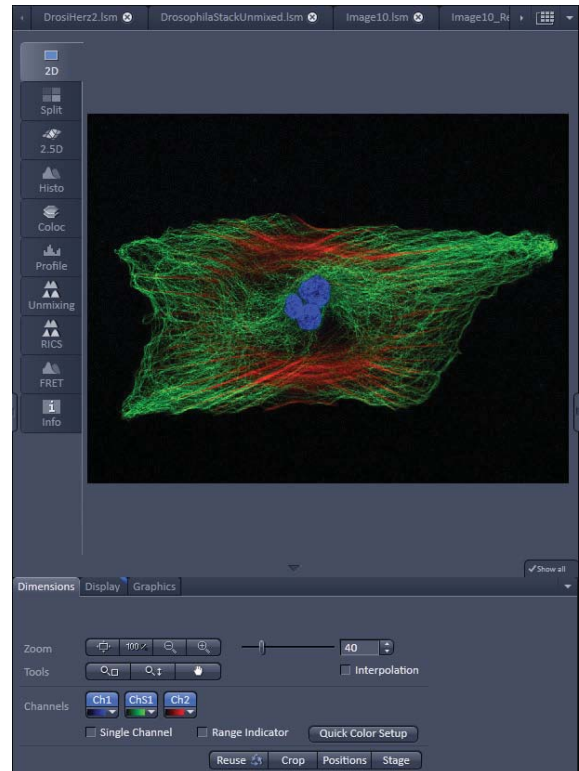 DrosiHerz2.lsm DrosophilaStackUnmixed.lsm Image10.lsm Image10_Re
2D
Split
2.5D
Histo
Coloc
Profile
Unmixing
RICS
FRET
i
Info
Show all
Dimensions Display Graphics
Zoom 100% 40
Tools Interpolation
Channels Ch1 ChS1 Ch2
Single Channel Range Indicator Quick Color Setup
Reuse Crop Positions Stage